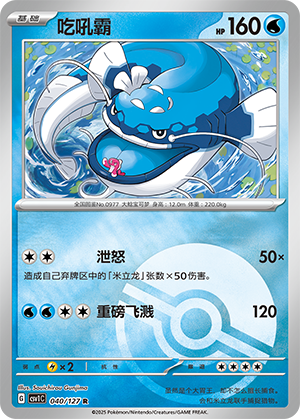 基础
吃吼霸
HP 160
全国图鉴No.0977 大鲶鱼宝可梦 身高：12.0m 体重：220.0kg
泄怒 50×
造成自己弃牌区中的「米立龙」张数×50伤害。
重磅飞溅 120
弱点 ×2 抗性 撤退
Illus. Souichirou Gunjima
G CSV1C 040/127 R
©2025 Pokémon/Nintendo/Creatures/GAME FREAK.